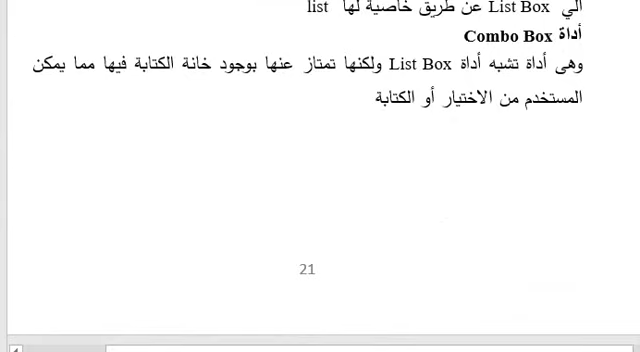 الي List Box عن طريق خاصية لها list
أداة Combo Box
وهى أداة تشبه أداة List Box ولكنها تمتاز عنها بوجود خانة الكتابة فيها مما يمكن
المستخدم من الاختيار أو الكتابة
21